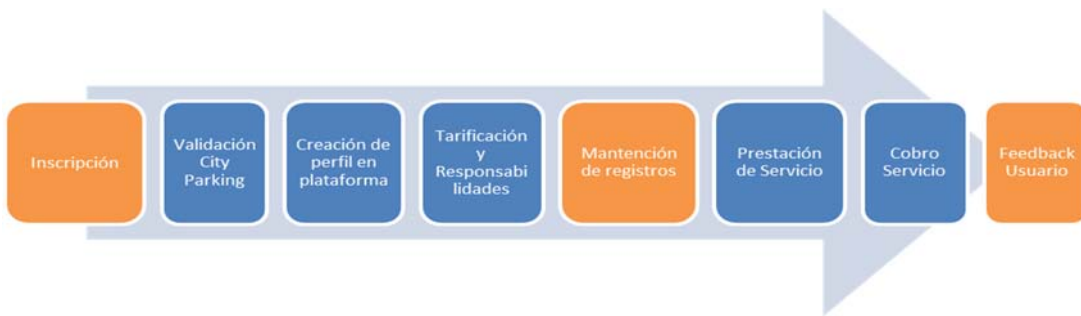 Inscripción
Validación
City
Parking
Creación de
perfil en
plataforma
Tarificación
y
Responsabi
lidades
Mantención
de registros
Prestación
de Servicio
Cobro
Servicio
Feedback
Usuario